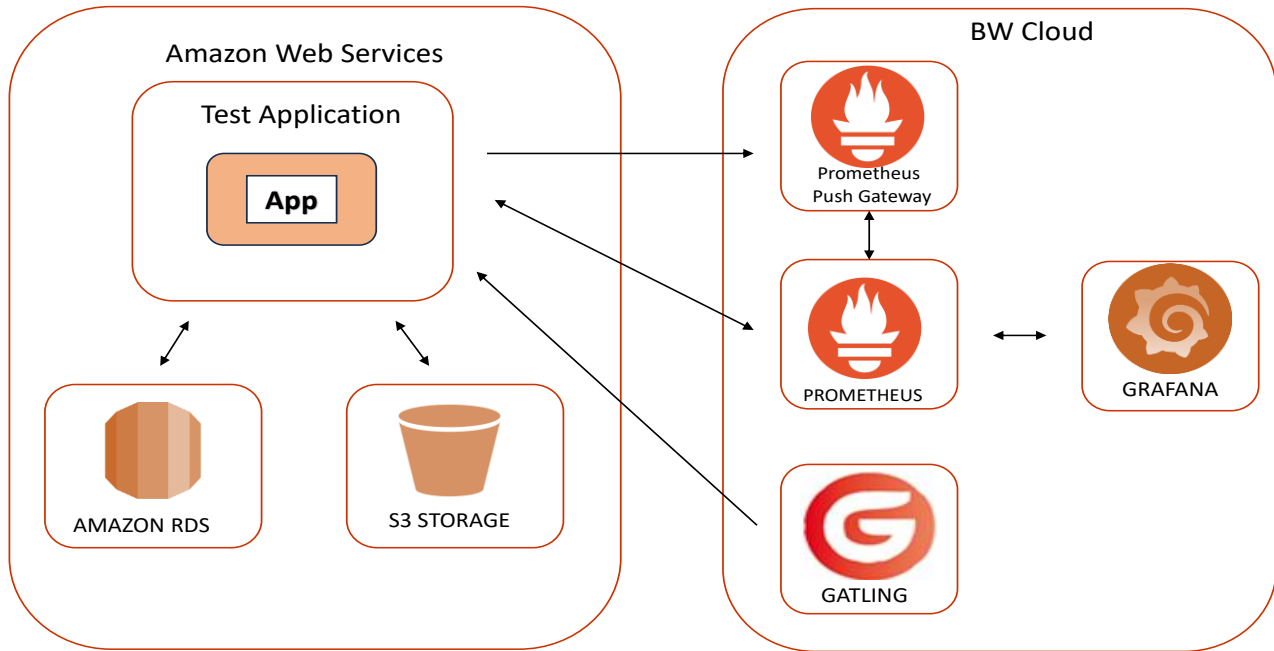 Amazon Web Services
Test Application
App
AMAZON RDS
S3 STORAGE
BW Cloud
Prometheus
Push Gateway
PROMETHEUS
GRAFANA
GATLING